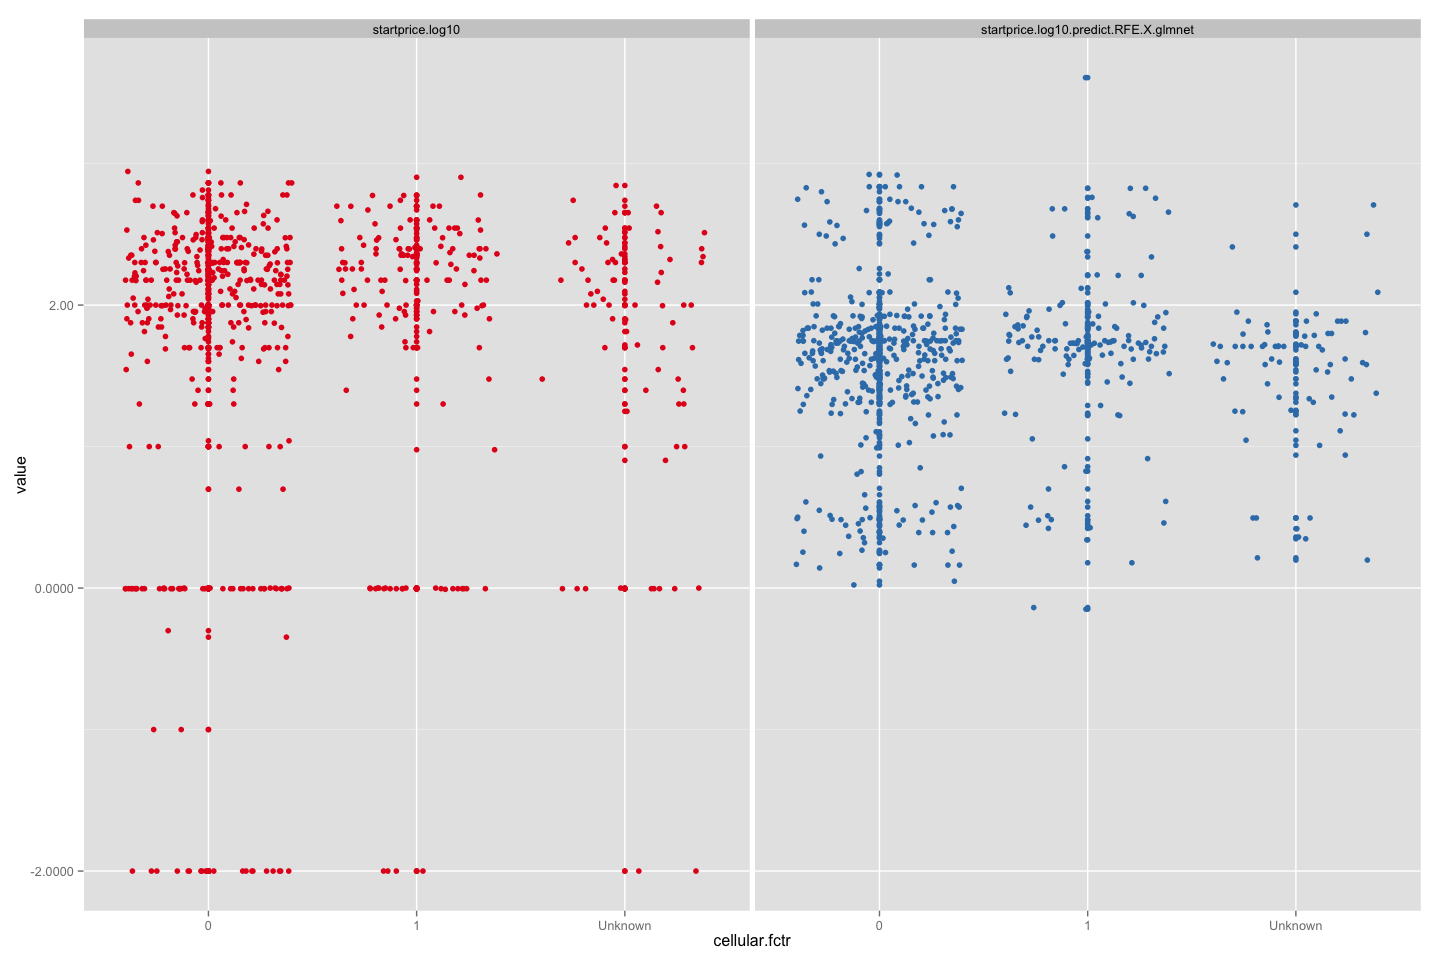 startprice.log10
startprice.log10.predict.RFE.X.glmnet
value
2.00
0.0000
-2.0000
0
1
Unknown
0
1
Unknown
cellular.fctr